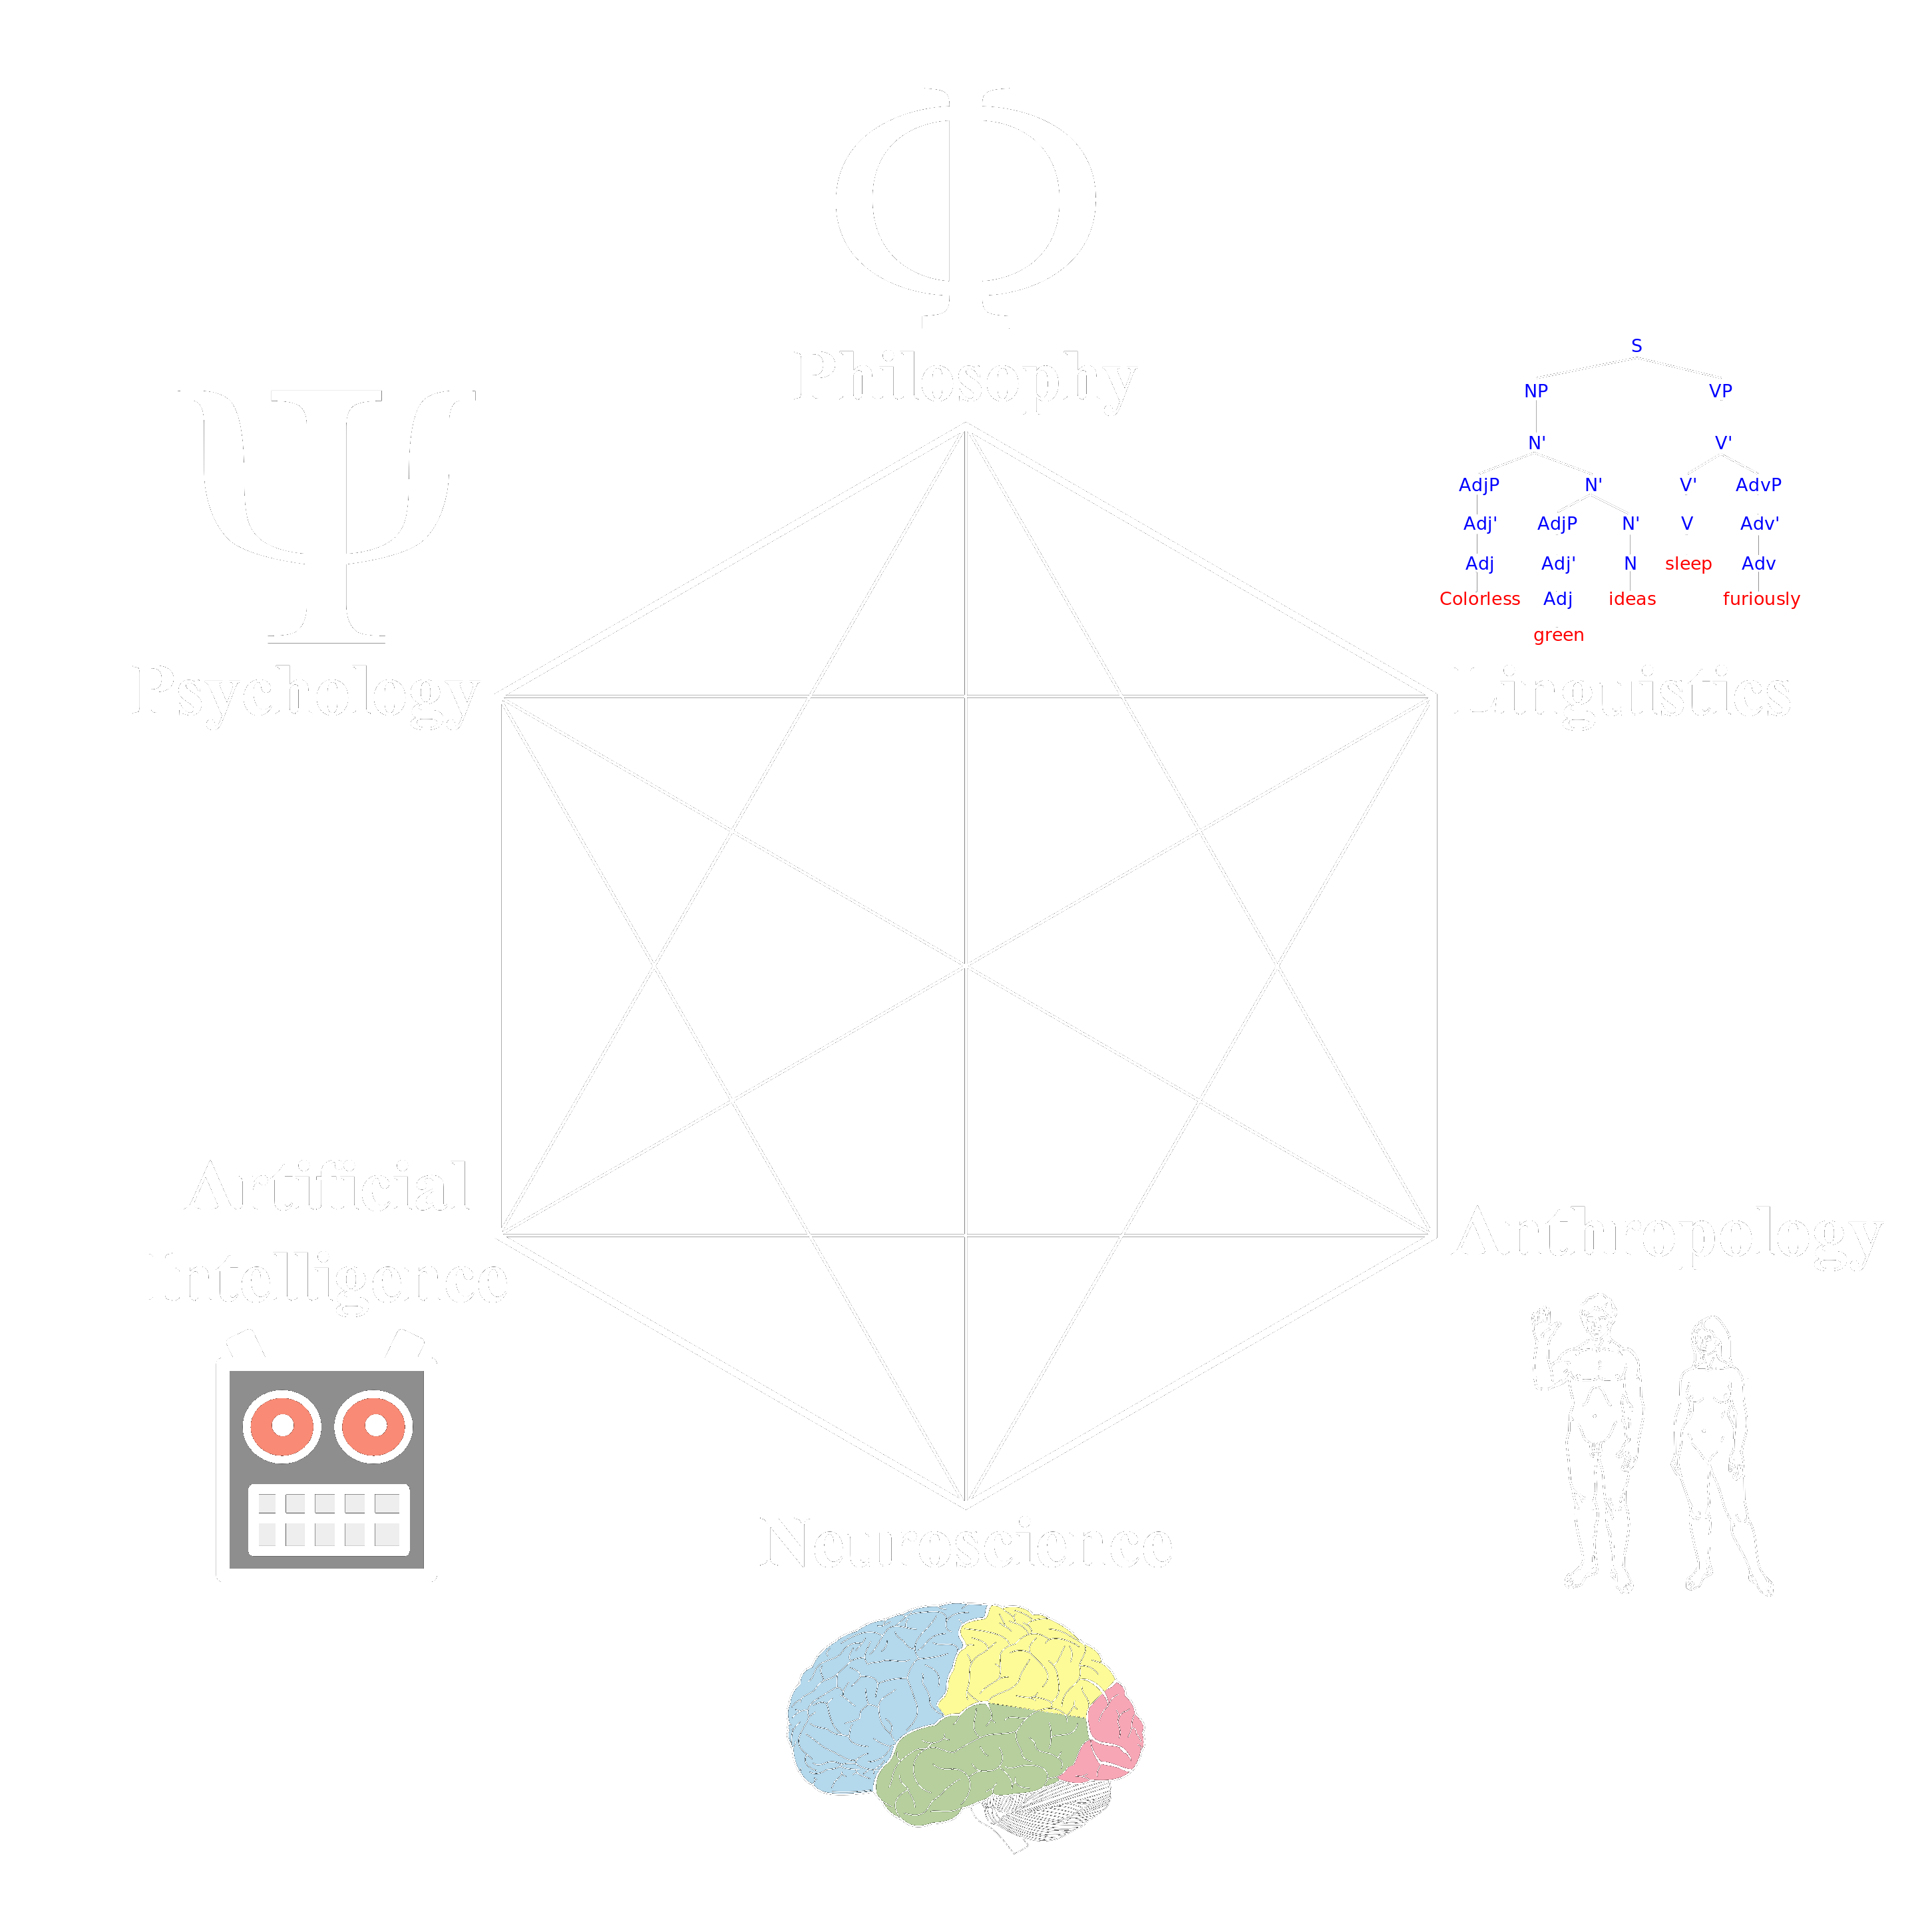 Φ
Philosophy
Ψ
Psychology
S
NP VP
N' V'
AdjP N' V' AdvP
Adj' AdjP N' V Adv'
Adj Adj' N sleep Adv
Colorless Adj ideas furiously
green
Linguistics
Artificial
Intelligence
Anthropology
Neuroscience